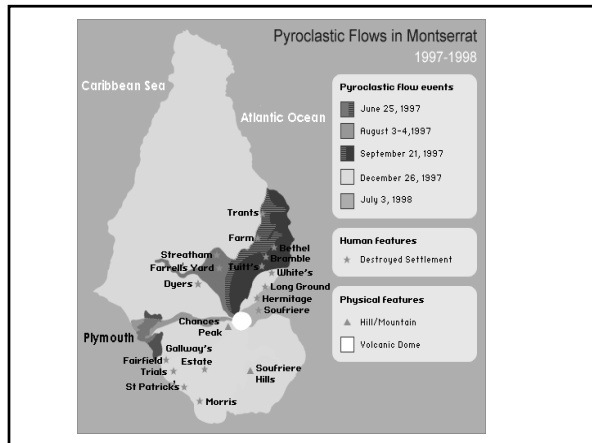 Pyroclastic Flows in Montserrat
1997-1998
Caribbean Sea
Atlantic Ocean
Pyroclastic flow events
June 25, 1997
August 3-4,1997
September 21, 1997
December 26, 1997
July 3, 1998
Human features
Destroyed Settlement
Physical features
Hill/Mountain
Volcanic Dome
Trants
Farm
Bethel
Streatham
Bramble
Farrells Yard
Tuitt's
White's
Dyers
Long Ground
Hermitage
Soufriere
Chances
Peak
Plymouth
Gallway's
Estate
Fairfield
Trials
Soufriere
Hills
St Patrick's
Morris